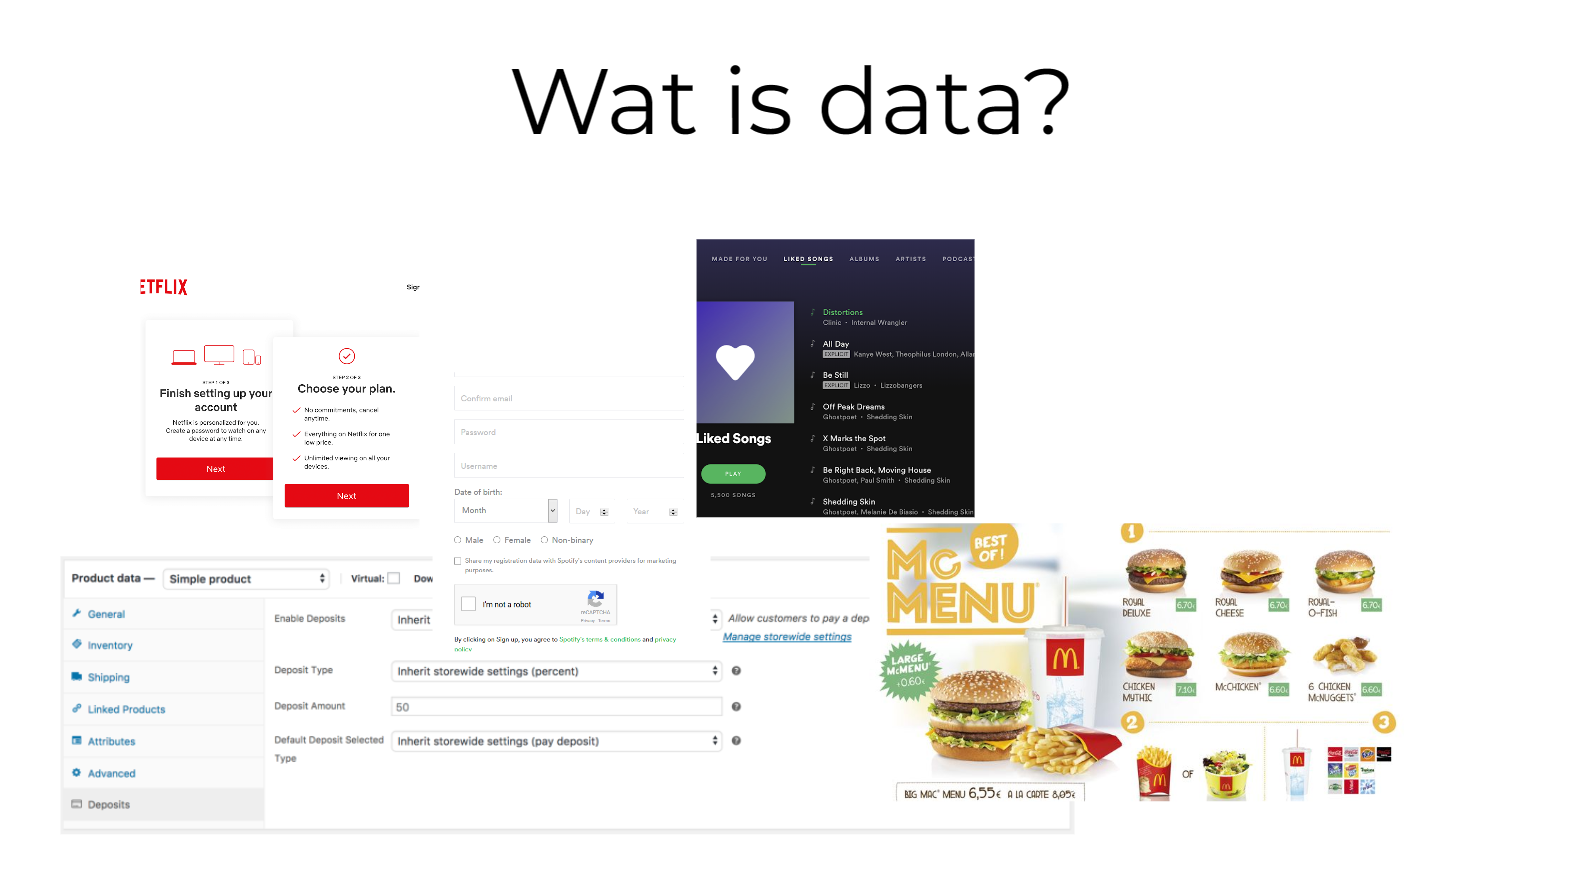 Wat is data?
ETFLIX
Sign
STEP 1 OF 3
Finish setting up your
account
Netflix is personalized for you.
Create a password to watch on any
device at any time.
Next
STEP 2 OF 3
Choose your plan.
No commitments, cancel
anytime.
Everything on Netflix for one
low price.
Unlimited viewing on all your
devices.
Next
Confirm email
Password
Username
Date of birth:
Month Day Year
Male Female Non-binary
Share my registration data with Spotify's content providers for marketing
purposes.
I'm not a robot
reCAPTCHA
Privacy - Terms
By clicking on Sign up, you agree to Spotify's terms & conditions and privacy
policy
MADE FOR YOU LIKED SONGS ALBUMS ARTISTS PODCAS
Liked Songs
PLAY
5,500 SONGS
Distortions
Clinic • Internal Wrangler
All Day
EXPLICIT Kanye West, Theophilus London, Alla
Be Still
EXPLICIT Lizzo • Lizzobangers
Off Peak Dreams
Ghostpoet • Shedding Skin
X Marks the Spot
Ghostpoet • Shedding Skin
Be Right Back, Moving House
Ghostpoet, Paul Smith • Shedding Skin
Shedding Skin
Ghostpoet, Melanie De Biasio • Shedding Skin
Product data — Simple product Virtual: Dow
General
Inventory
Shipping
Linked Products
Attributes
Advanced
Deposits
Enable Deposits Inherit Allow customers to pay a dep
Manage storewide settings
Deposit Type Inherit storewide settings (percent)
Deposit Amount 50
Default Deposit Selected Inherit storewide settings (pay deposit)
Type
Mc
MENU
BEST
OF!
LARGE
McMENU
+0.60€
BIG MAC® MENU 6,55€ A LA CARTE 8,05€
1
ROYAL
DELUXE 6.70€
ROYAL
CHEESE 6.70€
ROYAL-
O-FISH 6.60€
CHICKEN
MYTHIC 7.10€
McCHICKEN® 6.60€
6 CHICKEN
McNUGGETS® 6.60€
2
3
OF